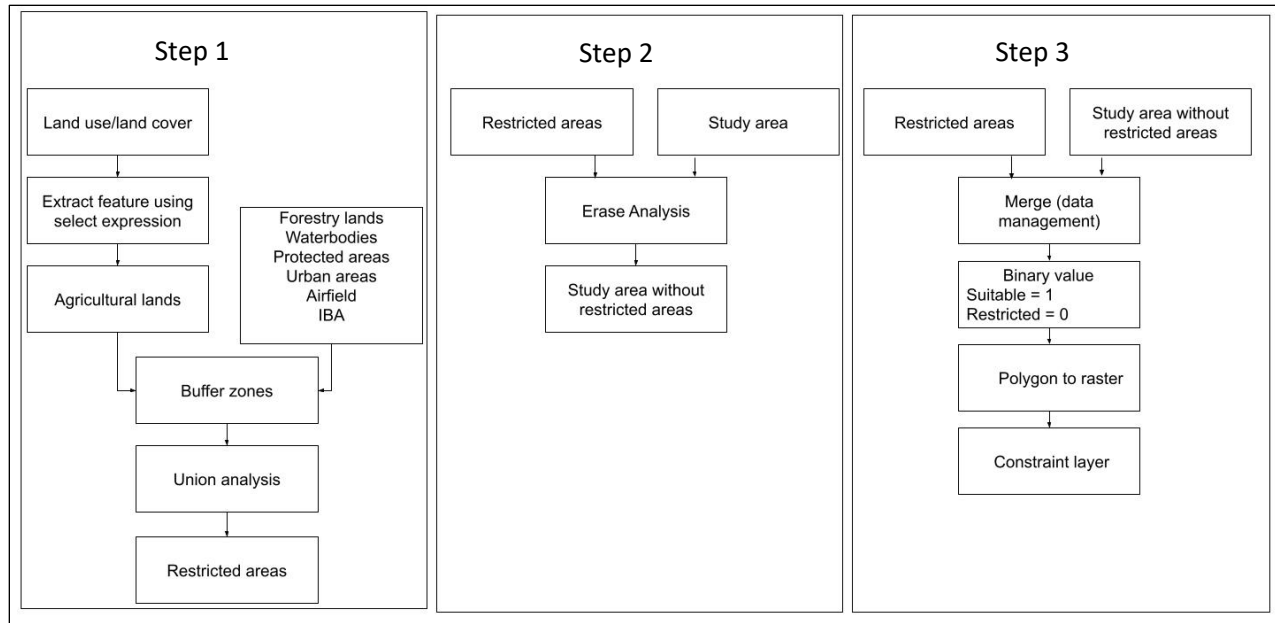 Step 1
Land use/land cover
Extract feature using
select expression
Agricultural lands
Forestry lands
Waterbodies
Protected areas
Urban areas
Airfield
IBA
Buffer zones
Union analysis
Restricted areas
Step 2
Restricted areas
Study area
Erase Analysis
Study area without
restricted areas
Step 3
Restricted areas
Study area without
restricted areas
Merge (data
management)
Binary value
Suitable = 1
Restricted = 0
Polygon to raster
Constraint layer